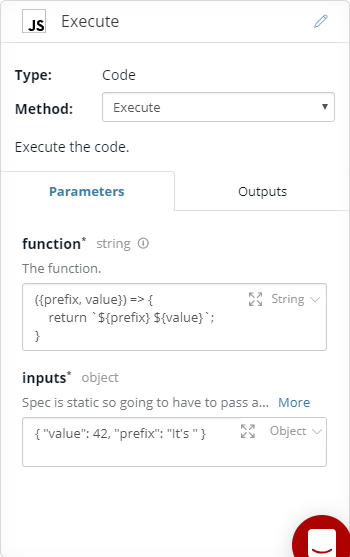 JS Execute
Type: Code
Method: Execute
Execute the code.
Parameters Outputs
function* string
The function.
({prefix, value}) => { String
return `${prefix} ${value}`;
}
inputs* object
Spec is static so going to have to pass a... More
{ "value": 42, "prefix": "It's " } Object